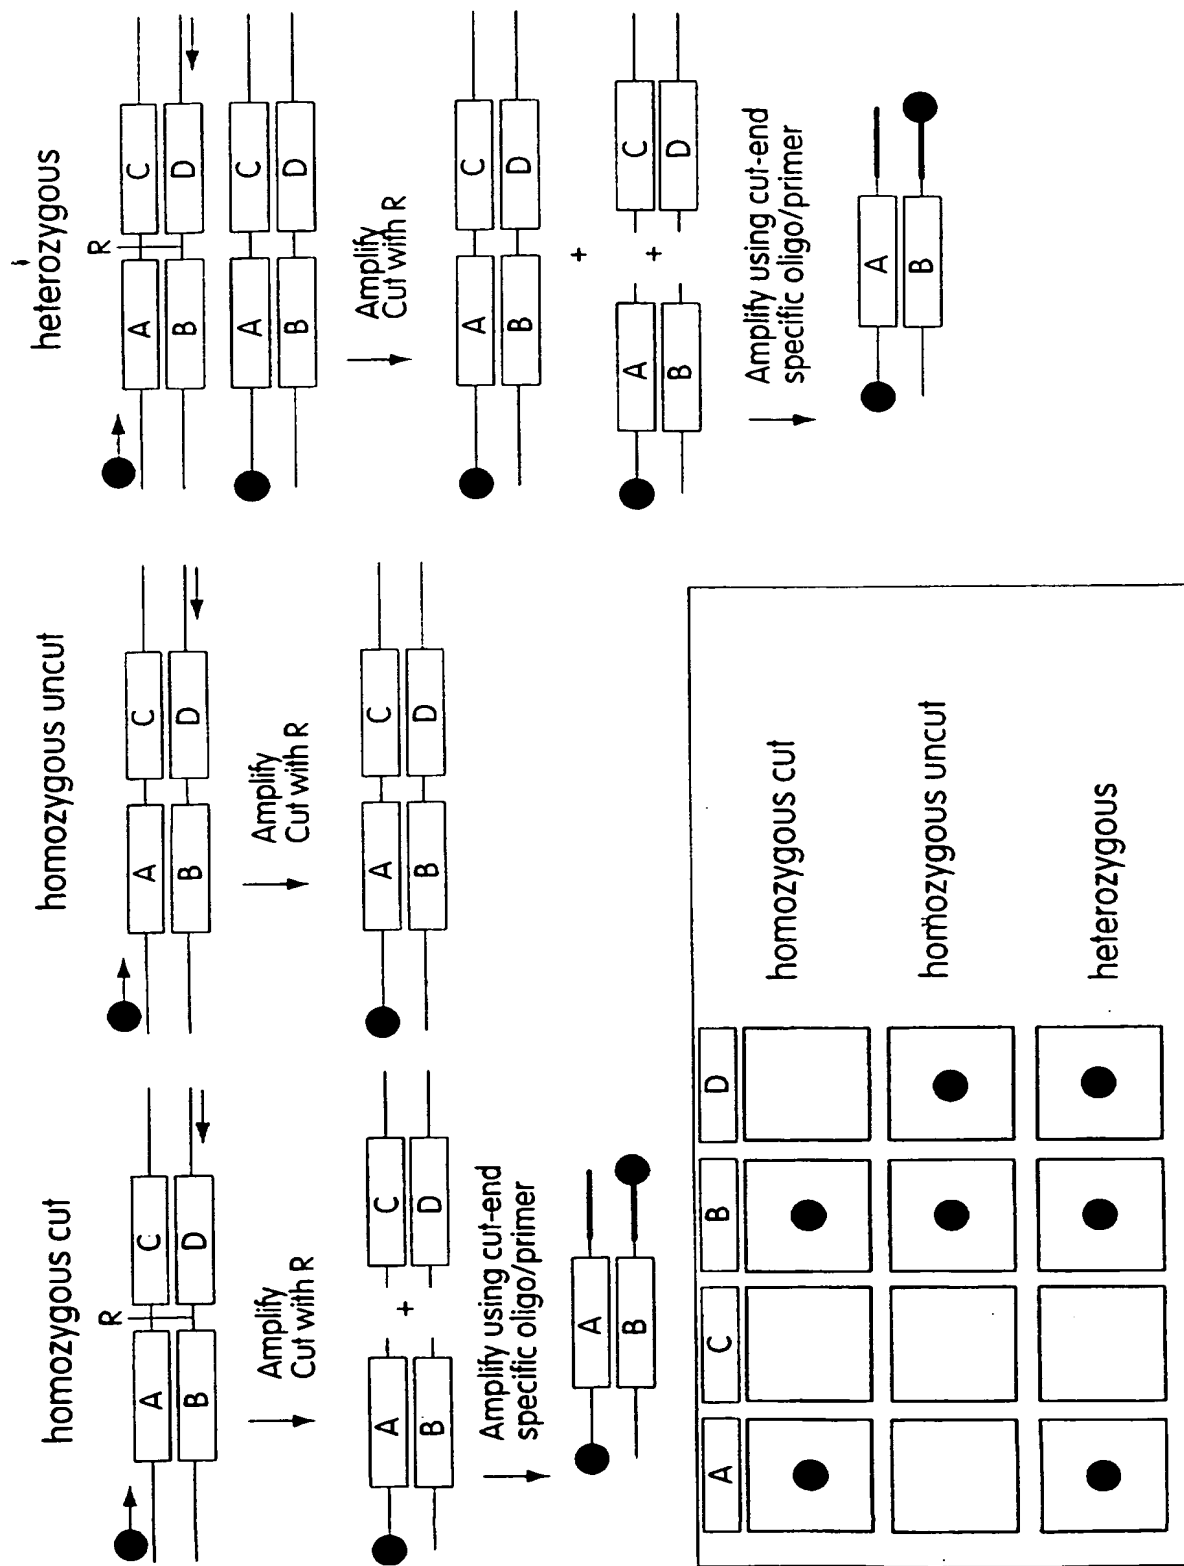 homozygous cut
R
A C
B D
Amplify
Cut with R
A C
+
B D
Amplify using cut-end
specific oligo/primer
A
B
homozygous uncut
A C
B D
Amplify
Cut with R
A C
B D
heterozygous
R
A C
B D
A C
B D
Amplify
Cut with R
A C
B D
+
A C
+
B D
Amplify using cut-end
specific oligo/primer
A
B
A C B D
homozygous cut
homozygous uncut
heterozygous